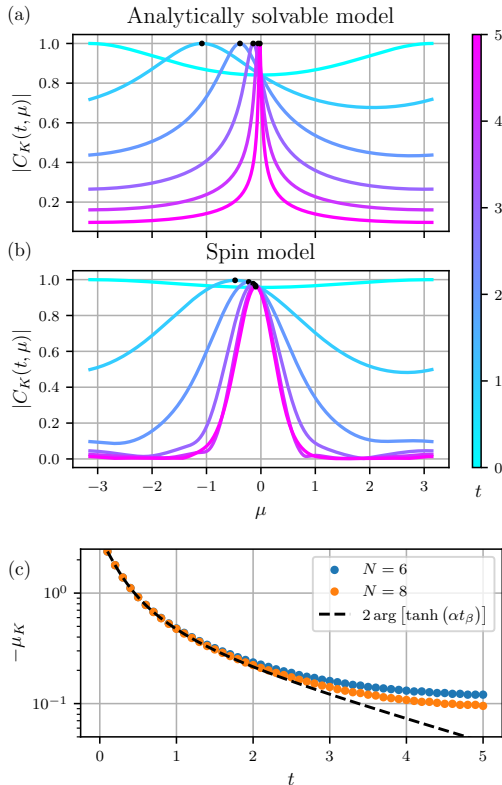 (a) Analytically solvable model
|C_K(t, μ)|
1.0
0.8
0.6
0.4
0.2
(b) Spin model
|C_K(t, μ)|
1.0
0.8
0.6
0.4
0.2
0.0
−3 −2 −1 0 1 2 3
μ
5
4
3
2
1
0
t
(c)
N = 6
N = 8
2 arg [tanh (αt_β)]
−μ_K
10⁰
10⁻¹
0 1 2 3 4 5
t